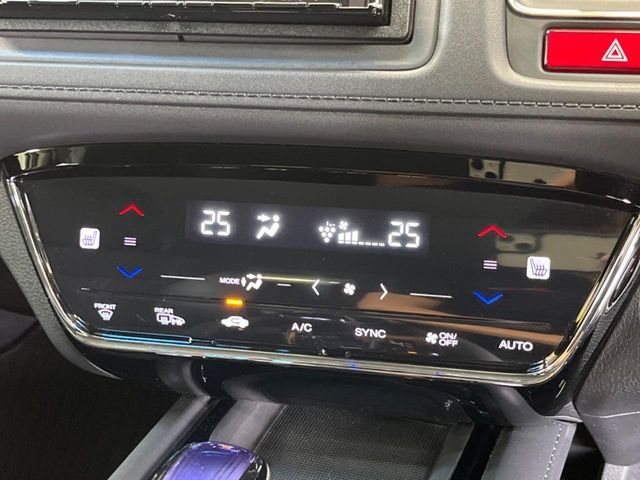 25 25
MODE
FRONT REAR A/C SYNC ON/OFF AUTO